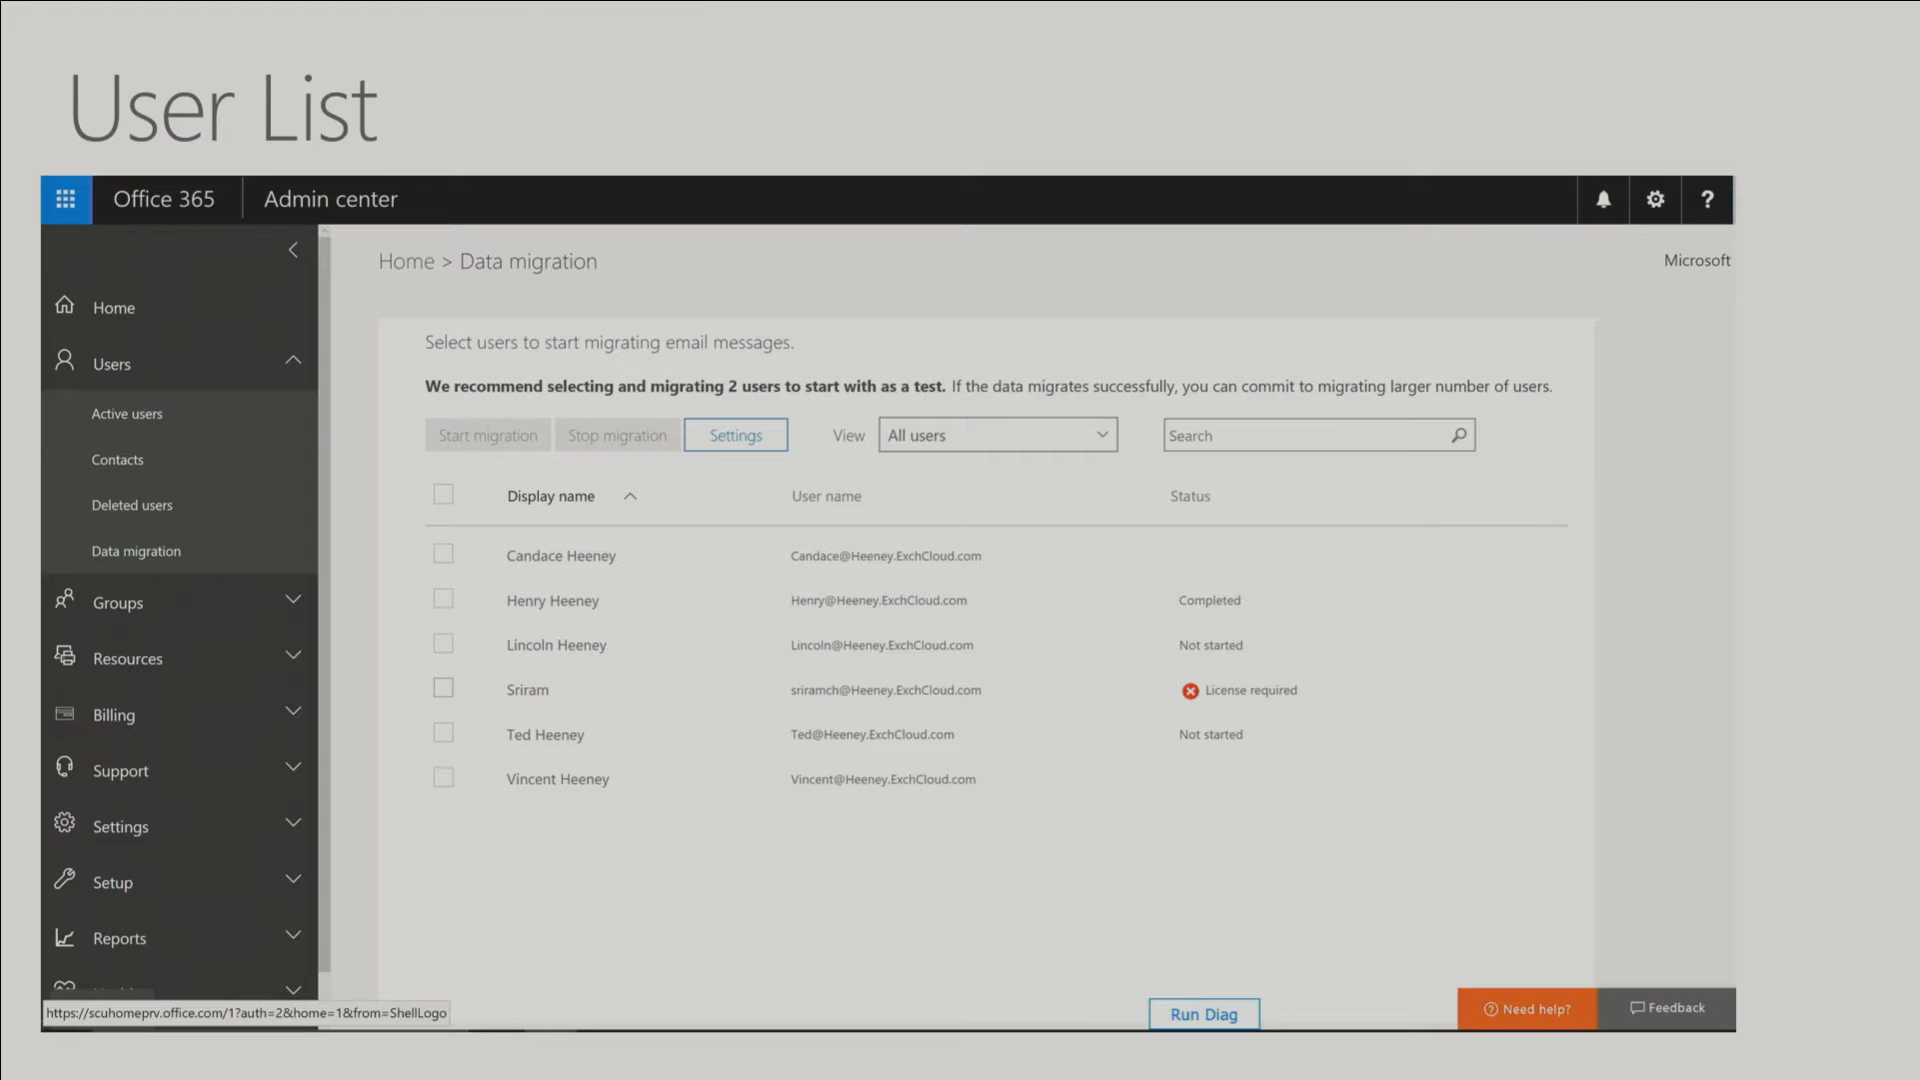 User List
Office 365 Admin center ?
Home > Data migration Microsoft
Home
Users
Active users
Contacts
Deleted users
Data migration
Groups
Resources
Billing
Support
Settings
Setup
Reports
https://scuhomeprv.office.com/1?auth=2&home=1&from=ShellLogo
Select users to start migrating email messages.
We recommend selecting and migrating 2 users to start with as a test. If the data migrates successfully, you can commit to migrating larger number of users.
Start migration Stop migration Settings View All users Search
Display name User name Status
Candace Heeney Candace@Heeney.ExchCloud.com
Henry Heeney Henry@Heeney.ExchCloud.com Completed
Lincoln Heeney Lincoln@Heeney.ExchCloud.com Not started
Sriram sriramch@Heeney.ExchCloud.com License required
Ted Heeney Ted@Heeney.ExchCloud.com Not started
Vincent Heeney Vincent@Heeney.ExchCloud.com
Run Diag Need help? Feedback